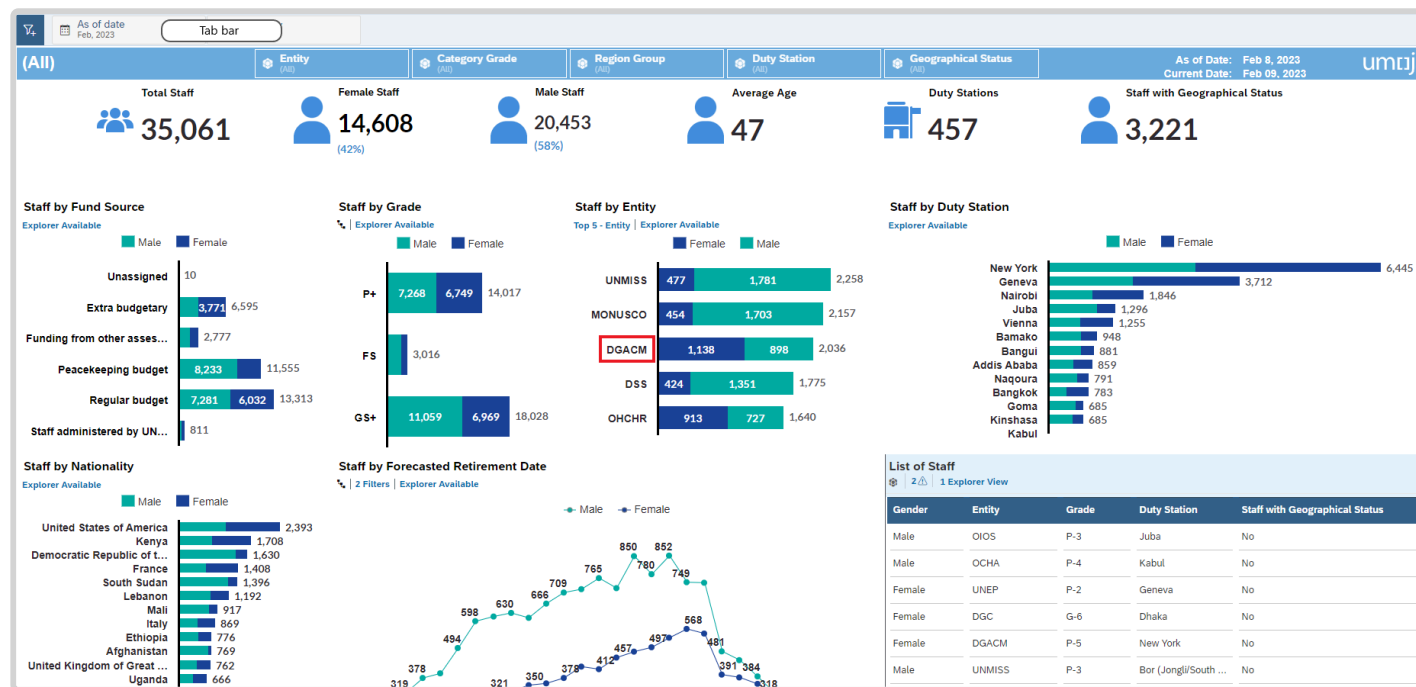 As of date
Feb, 2023
Tab bar
(All)
Entity
(All)
Category Grade
(All)
Region Group
(All)
Duty Station
(All)
Geographical Status
(All)
As of Date: Feb 8, 2023
Current Date: Feb 09, 2023
umoj
Total Staff
35,061
Female Staff
14,608
(42%)
Male Staff
20,453
(58%)
Average Age
47
Duty Stations
457
Staff with Geographical Status
3,221
Staff by Fund Source
Explorer Available
Male Female
Unassigned 10
Extra budgetary 3,771 6,595
Funding from other asses... 2,777
Peacekeeping budget 8,233 11,555
Regular budget 7,281 6,032 13,313
Staff administered by UN... 811
Staff by Grade
Explorer Available
Male Female
P+ 7,268 6,749 14,017
FS 3,016
GS+ 11,059 6,969 18,028
Staff by Entity
Top 5 - Entity Explorer Available
Female Male
UNMISS 477 1,781 2,258
MONUSCO 454 1,703 2,157
DGACM 1,138 898 2,036
DSS 424 1,351 1,775
OHCHR 913 727 1,640
Staff by Duty Station
Explorer Available
Male Female
New York 6,445
Geneva 3,712
Nairobi 1,846
Juba 1,296
Vienna 1,255
Bamako 948
Bangui 881
Addis Ababa 859
Naqoura 791
Bangkok 783
Goma 685
Kinshasa 685
Kabul
Staff by Nationality
Explorer Available
Male Female
United States of America 2,393
Kenya 1,708
Democratic Republic of t... 1,630
France 1,408
South Sudan 1,396
Lebanon 1,192
Mali 917
Italy 869
Ethiopia 776
Afghanistan 769
United Kingdom of Great ... 762
Uganda 666
Staff by Forecasted Retirement Date
2 Filters Explorer Available
Male Female
319 378 494 598 630 666 709 765 850 780 852 749 481 384
321 350 378 412 457 497 568 391 318
List of Staff
2 1 Explorer View
Gender Entity Grade Duty Station Staff with Geographical Status
Male OIOS P-3 Juba No
Male OCHA P-4 Kabul No
Female UNEP P-2 Geneva No
Female DGC G-6 Dhaka No
Female DGACM P-5 New York No
Male UNMISS P-3 Bor (Jongli/South ... No